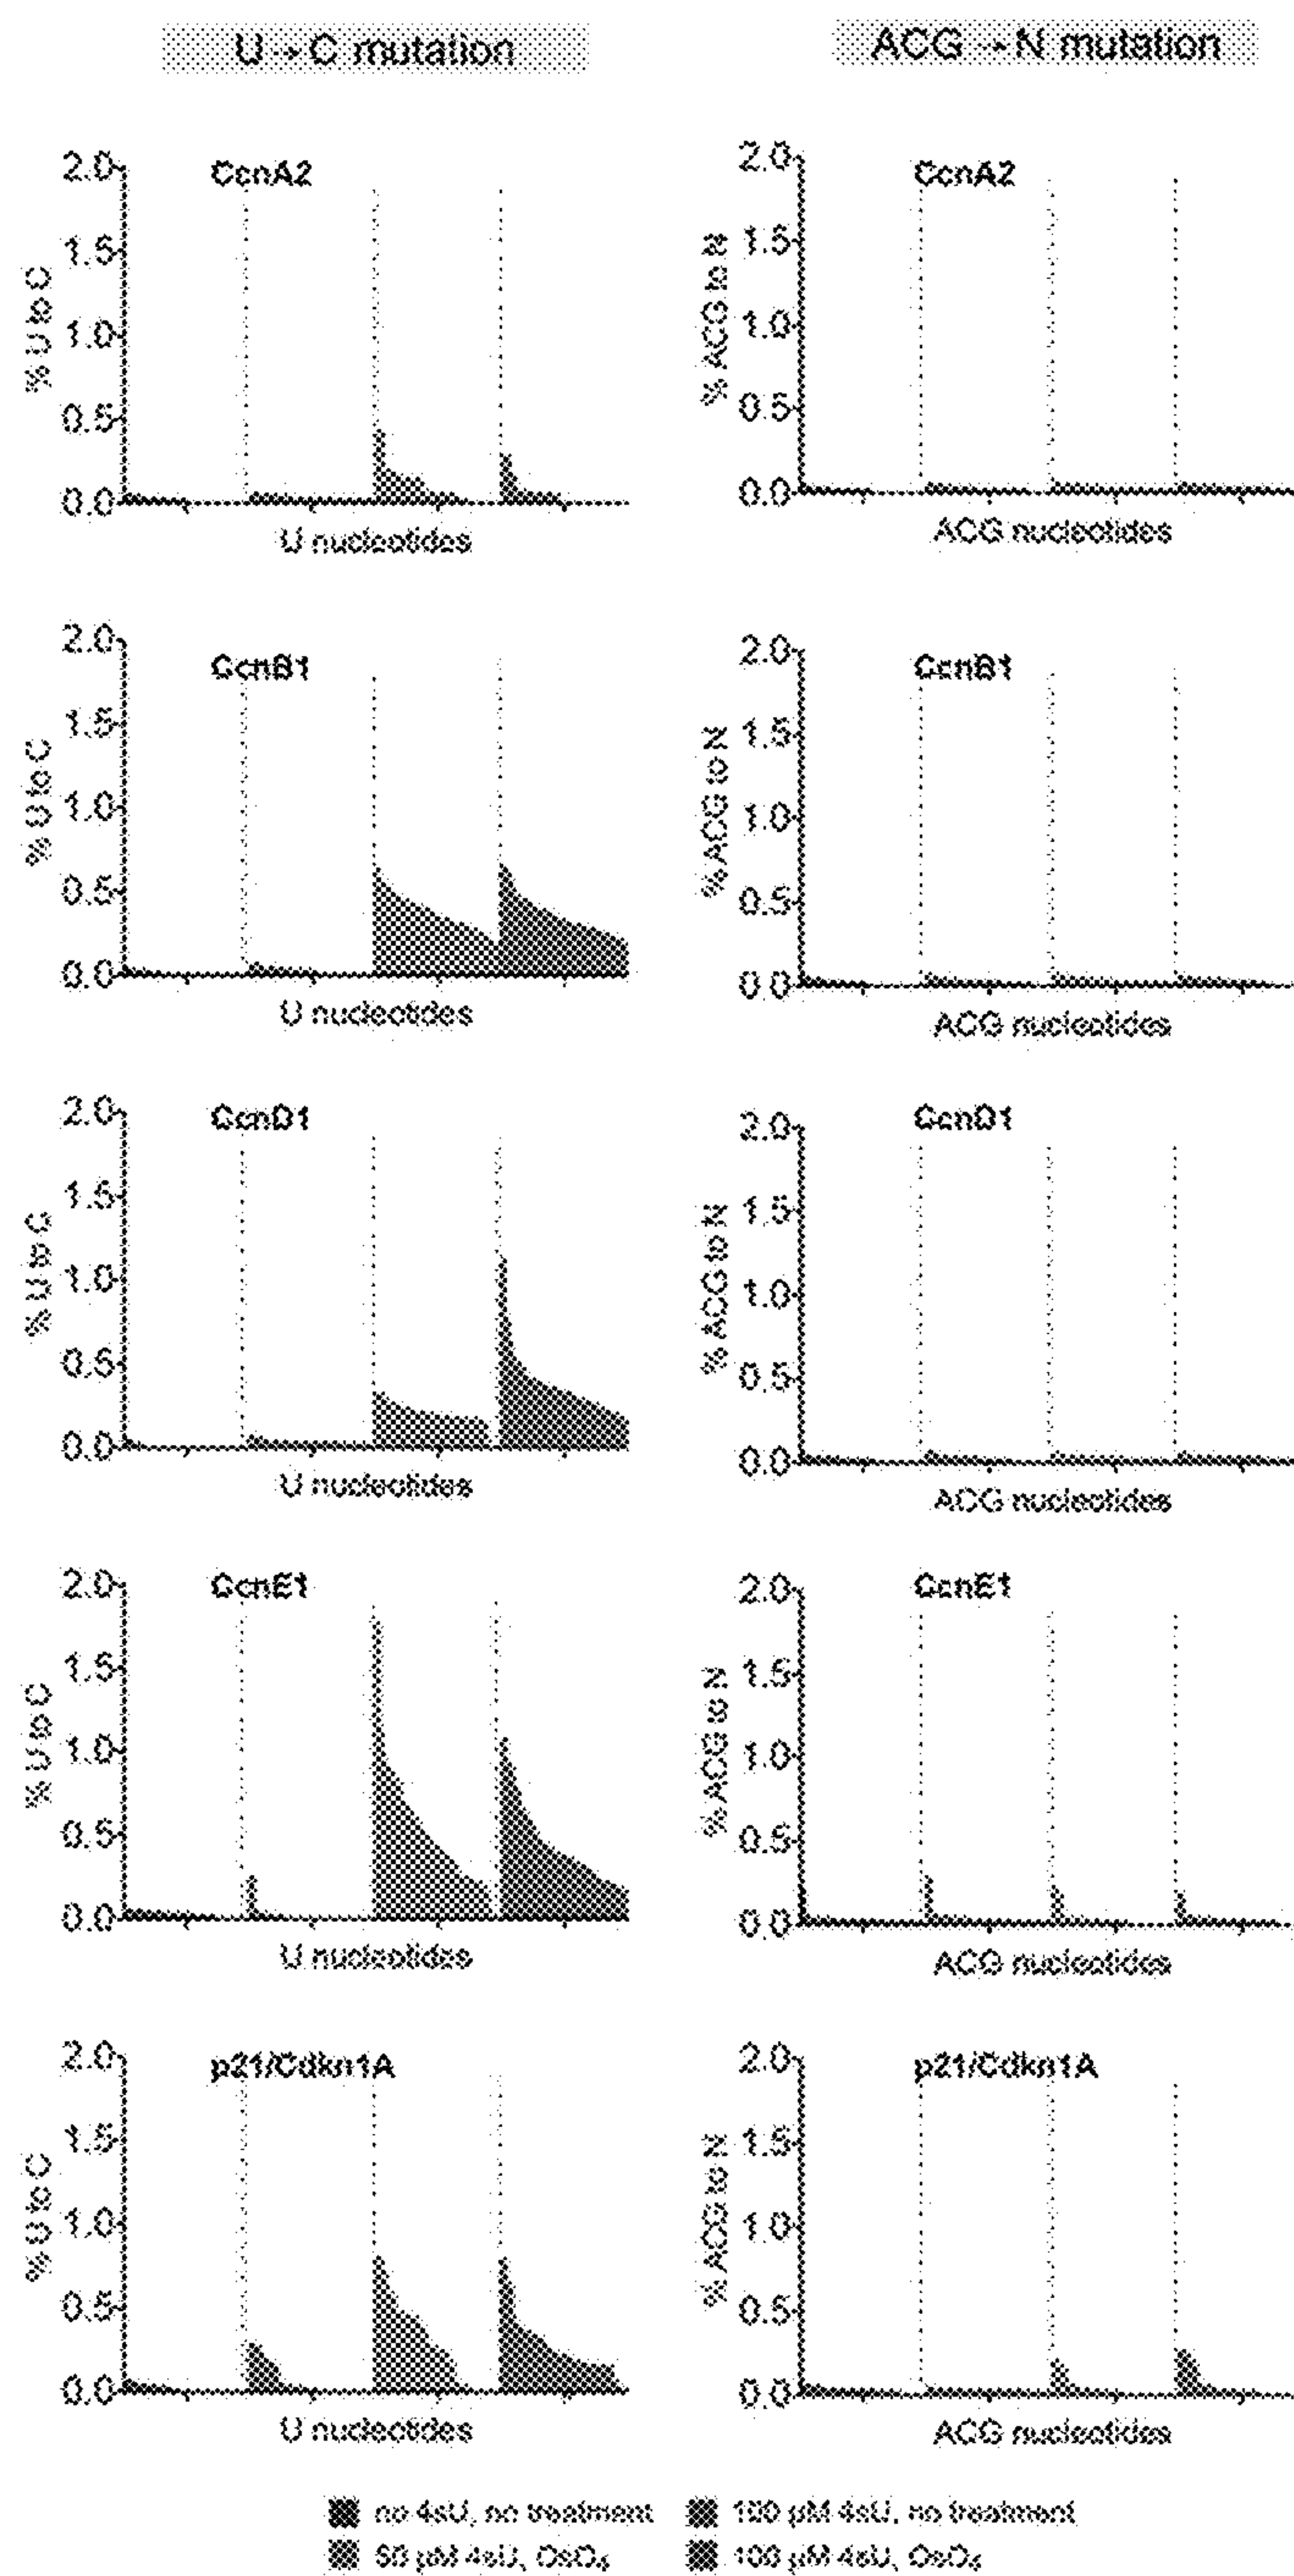 U→C mutation
ACG→N mutation
2.0
CcnA2
1.5
1.0
0.5
0.0
% U to C
U nucleotides
2.0
CcnA2
1.5
1.0
0.5
0.0
% ACG to N
ACG nucleotides
2.0
CcnB1
1.5
1.0
0.5
0.0
% U to C
U nucleotides
2.0
CcnB1
1.5
1.0
0.5
0.0
% ACG to N
ACG nucleotides
2.0
CcnD1
1.5
1.0
0.5
0.0
% U to C
U nucleotides
2.0
CcnD1
1.5
1.0
0.5
0.0
% ACG to N
ACG nucleotides
2.0
CcnE1
1.5
1.0
0.5
0.0
% U to C
U nucleotides
2.0
CcnE1
1.5
1.0
0.5
0.0
% ACG to N
ACG nucleotides
2.0
p21/Cdkn1A
1.5
1.0
0.5
0.0
% U to C
U nucleotides
2.0
p21/Cdkn1A
1.5
1.0
0.5
0.0
% ACG to N
ACG nucleotides
no 4sU, no treatment
100 µM 4sU, no treatment
50 µM 4sU, OsO₄
100 µM 4sU, OsO₄